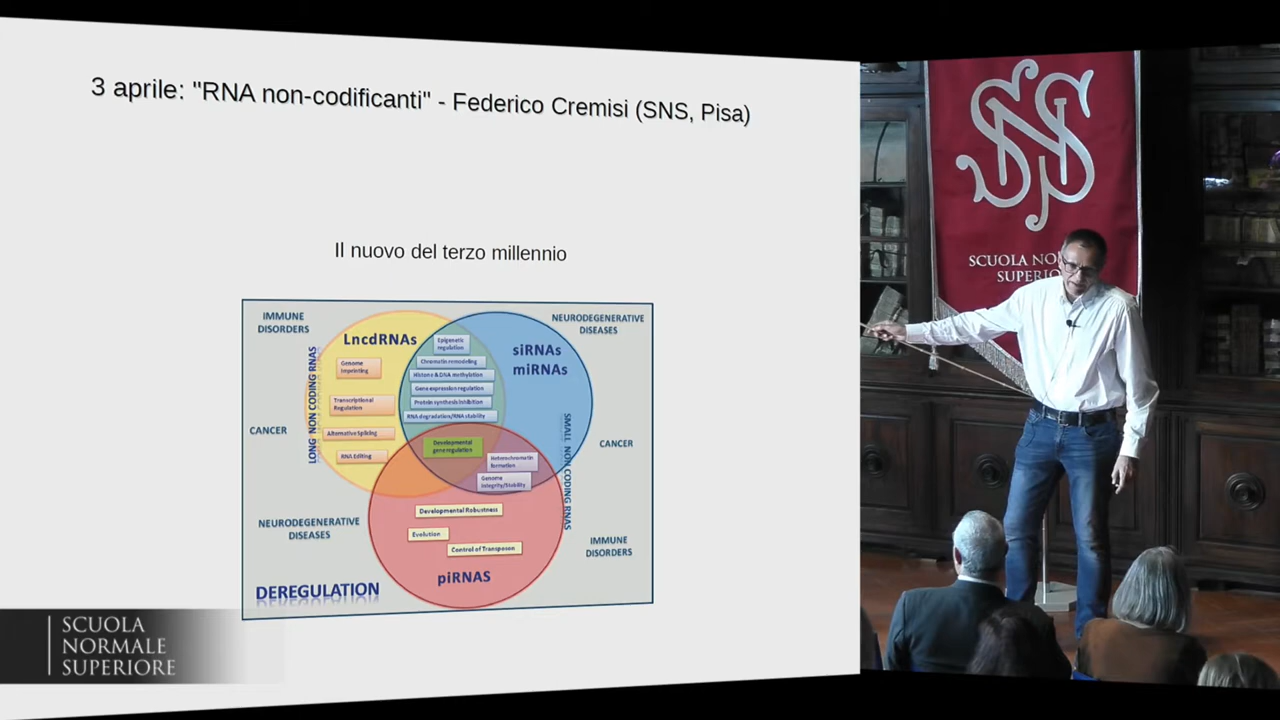 3 aprile: "RNA non-codificanti" - Federico Cremisi (SNS, Pisa)
Il nuovo del terzo millennio
IMMUNE
DISORDERS
NEURODEGENERATIVE
DISEASES
LncdRNAs
siRNAs
miRNAs
LONG NON CODING RNAS
SMALL NON CODING RNAS
Genome
Imprinting
Transcriptional
Regulation
Alternative Splicing
RNA Editing
Epigenetic
regulation
Chromatin remodeling
Histone & DNA methylation
Gene expression regulation
Protein synthesis inhibition
RNA degradation/RNA stability
Developmental
gene regulation
Heterochromatin
formation
Genome
Integrity/Stability
CANCER
CANCER
Developmental Robustness
Evolution
Control of Transposon
piRNAS
NEURODEGENERATIVE
DISEASES
IMMUNE
DISORDERS
DEREGULATION
SCUOLA
NORMALE
SUPERIORE
SNS
SCUOLA NO
SUPERIO